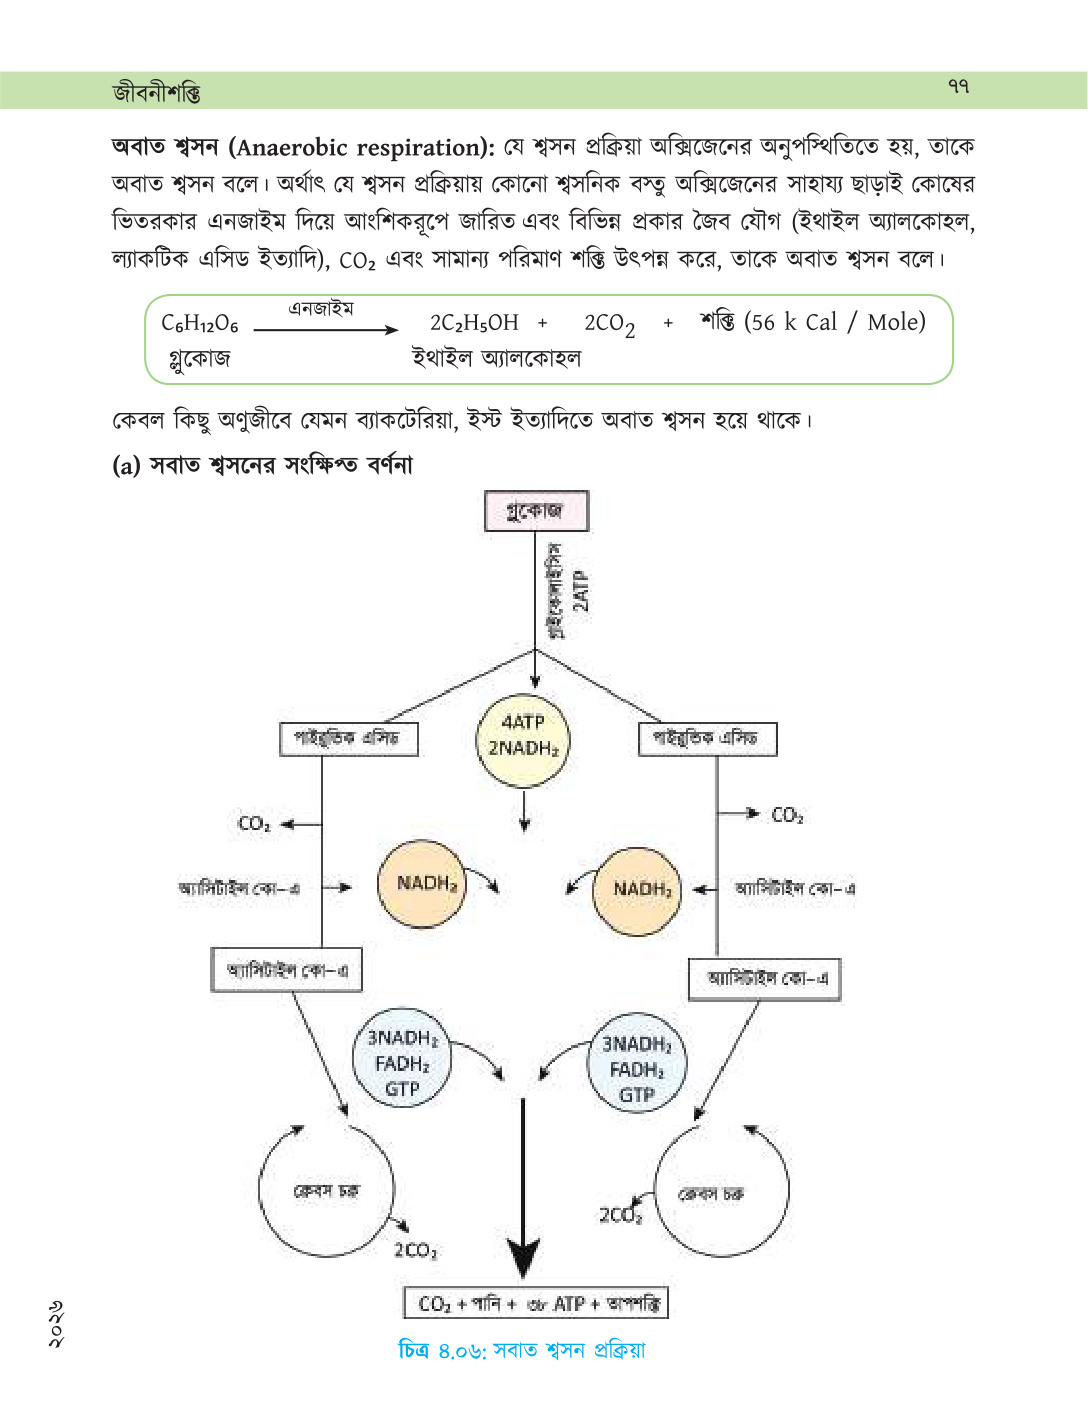 জীবনীশক্তি ৭৭
অবাত শ্বসন (Anaerobic respiration): যে শ্বসন প্রক্রিয়া অক্সিজেনের অনুপস্থিতিতে হয়, তাকে
অবাত শ্বসন বলে। অর্থাৎ যে শ্বসন প্রক্রিয়ায় কোনো শ্বসনিক বস্তু অক্সিজেনের সাহায্য ছাড়াই কোষের
ভিতরকার এনজাইম দিয়ে আংশিকরূপে জারিত এবং বিভিন্ন প্রকার জৈব যৌগ (ইথাইল অ্যালকোহল,
ল্যাকটিক এসিড ইত্যাদি), CO₂ এবং সামান্য পরিমাণ শক্তি উৎপন্ন করে, তাকে অবাত শ্বসন বলে।
এনজাইম
C₆H₁₂O₆ ⟶ 2C₂H₅OH + 2CO₂ + শক্তি (56 k Cal / Mole)
গ্লুকোজ ইথাইল অ্যালকোহল
কেবল কিছু অণুজীবে যেমন ব্যাকটেরিয়া, ইস্ট ইত্যাদিতে অবাত শ্বসন হয়ে থাকে।
(a) সবাত শ্বসনের সংক্ষিপ্ত বর্ণনা
গ্লুকোজ
গ্লাইকোলাইসিস
2ATP
পাইরুভিক এসিড
4ATP
2NADH₂
পাইরুভিক এসিড
CO₂
CO₂
অ্যাসিটাইল কো-এ
NADH₂
NADH₂
অ্যাসিটাইল কো-এ
অ্যাসিটাইল কো-এ
অ্যাসিটাইল কো-এ
3NADH₂
FADH₂
GTP
3NADH₂
FADH₂
GTP
ক্রেবস চক্র
ক্রেবস চক্র
2CO₂
2CO₂
CO₂ + পানি + ৩৮ ATP + তাপশক্তি
চিত্র ৪.০৬: সবাত শ্বসন প্রক্রিয়া
২০২৬